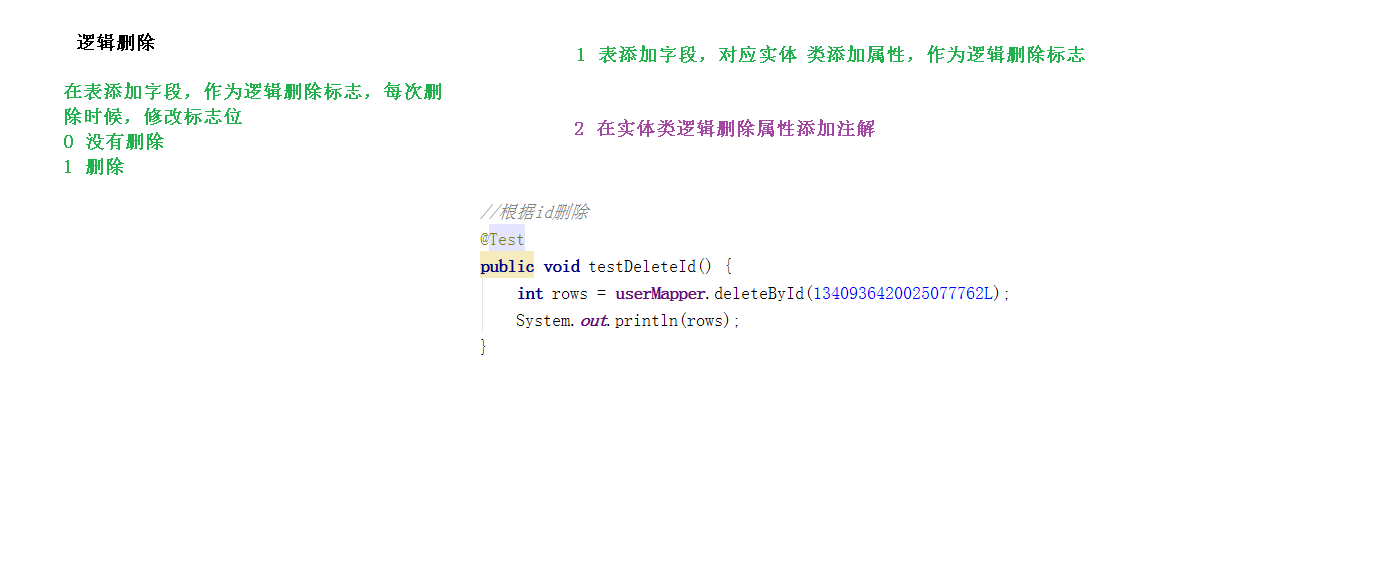 逻辑删除
在表添加字段，作为逻辑删除标志，每次删
除时候，修改标志位
0 没有删除
1 删除
1 表添加字段，对应实体 类添加属性，作为逻辑删除标志
2 在实体类逻辑删除属性添加注解
//根据id删除
@Test
public void testDeleteId() {
int rows = userMapper.deleteById(1340936420025077762L);
System.out.println(rows);
}